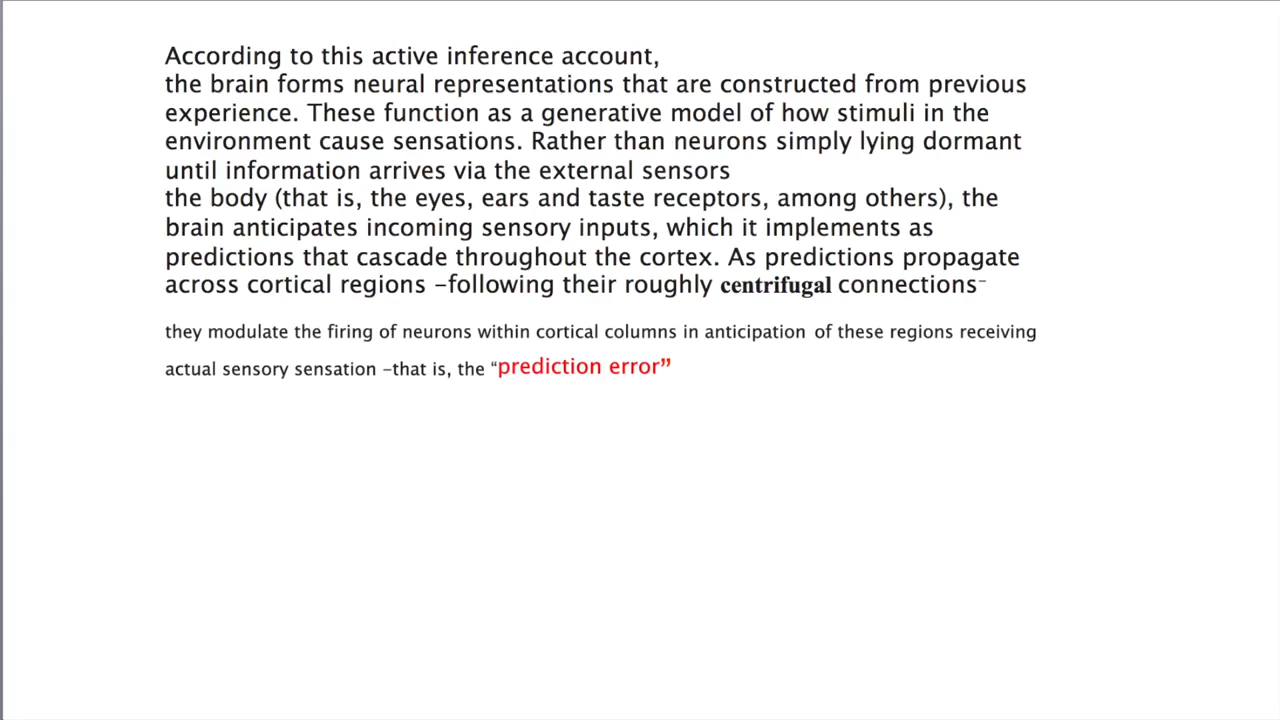 According to this active inference account,
the brain forms neural representations that are constructed from previous
experience. These function as a generative model of how stimuli in the
environment cause sensations. Rather than neurons simply lying dormant
until information arrives via the external sensors
the body (that is, the eyes, ears and taste receptors, among others), the
brain anticipates incoming sensory inputs, which it implements as
predictions that cascade throughout the cortex. As predictions propagate
across cortical regions –following their roughly centrifugal connections–
they modulate the firing of neurons within cortical columns in anticipation of these regions receiving
actual sensory sensation –that is, the “prediction error”